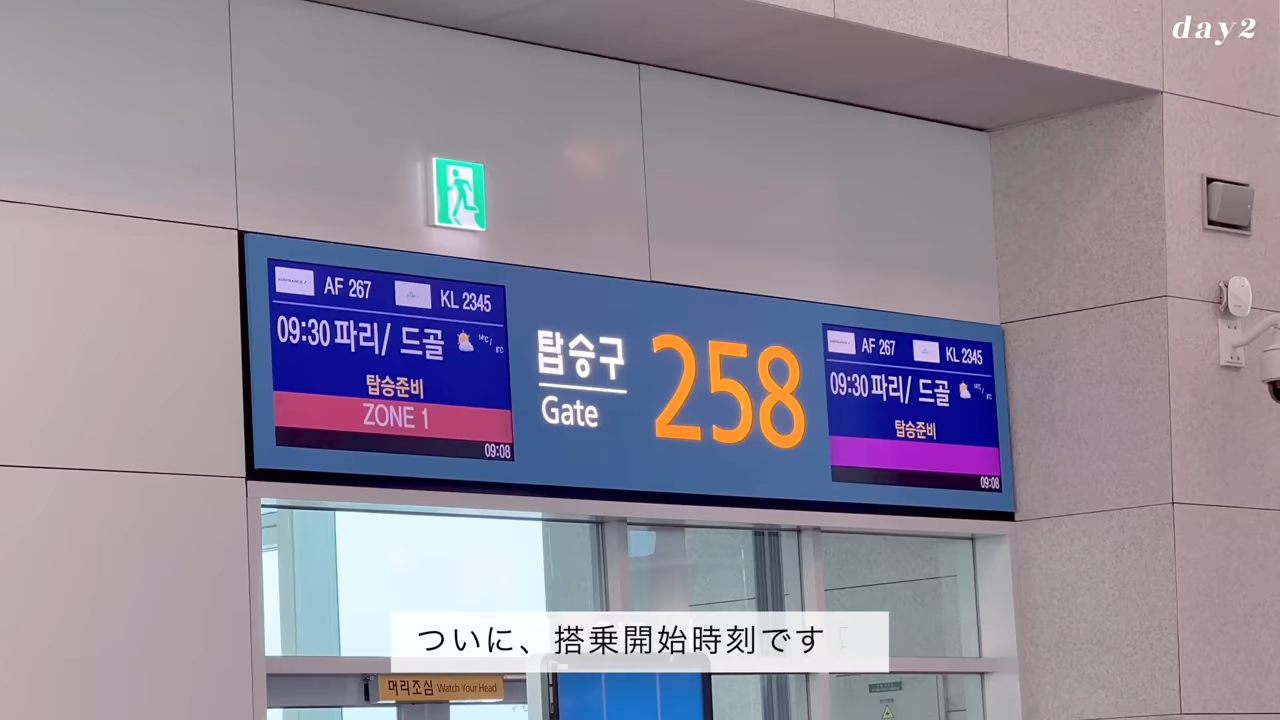 day2
AF 267 KL 2345
09:30 파리/ 드골
탑승준비
ZONE 1
09:08
탑승구
Gate
258
AF 267 KL 2345
09:30 파리/ 드골
탑승준비
09:08
ついに、搭乗開始時刻です
머리조심 Watch Your Head